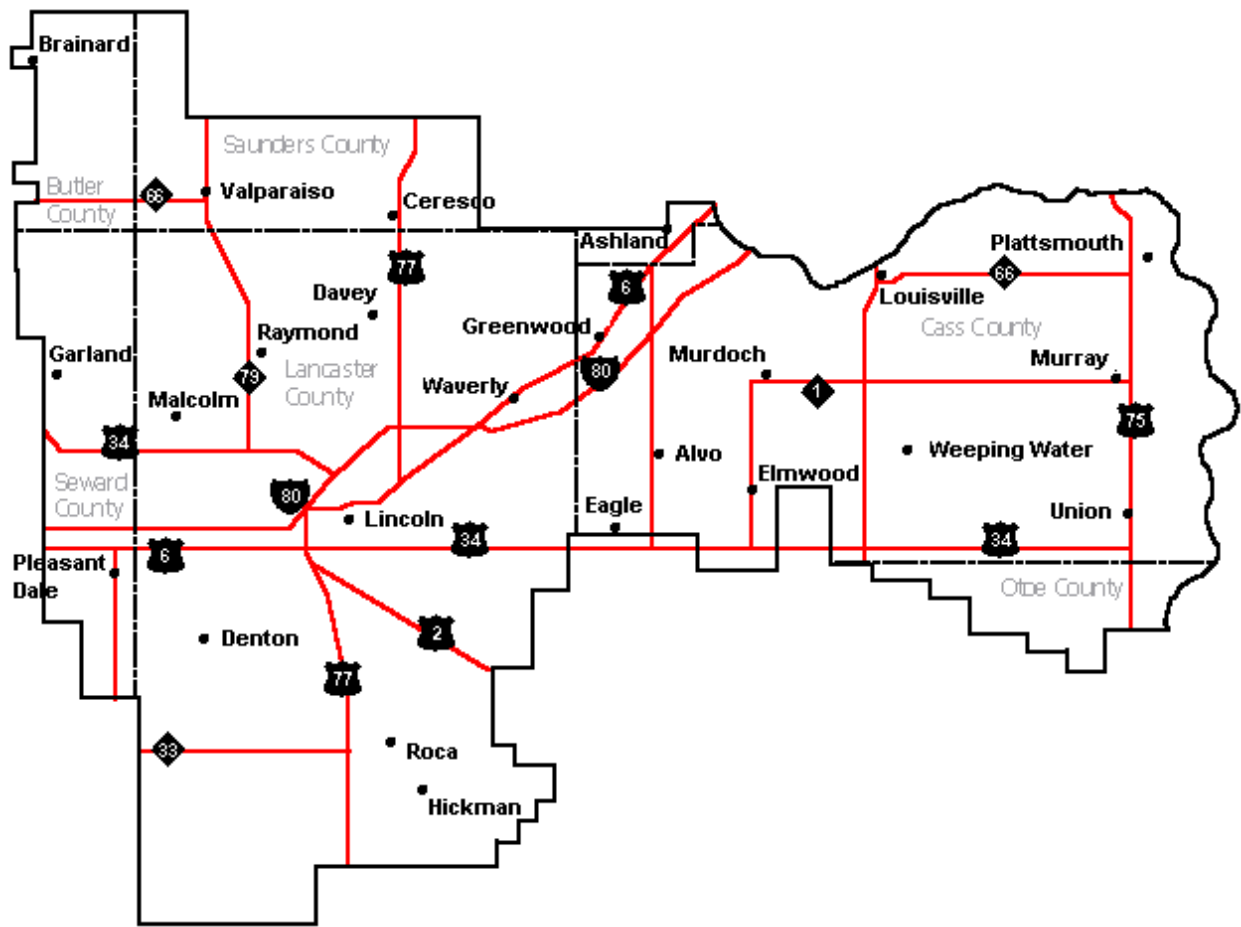 Brainard
Saunders County
Butler
County
66
Valparaiso
Ceresco
Ashland
Plattsmouth
77
6
66
Louisville
Davey
Greenwood
Cass County
Raymond
Garland
Lancaster
County
79
Waverly
80
Murdoch
Murray
1
Malcolm
75
34
Alvo
Weeping Water
Seward
County
80
Lincoln
Eagle
Elmwood
Union
6
34
34
Pleasant
Dale
Otoe County
Denton
2
77
33
Roca
Hickman